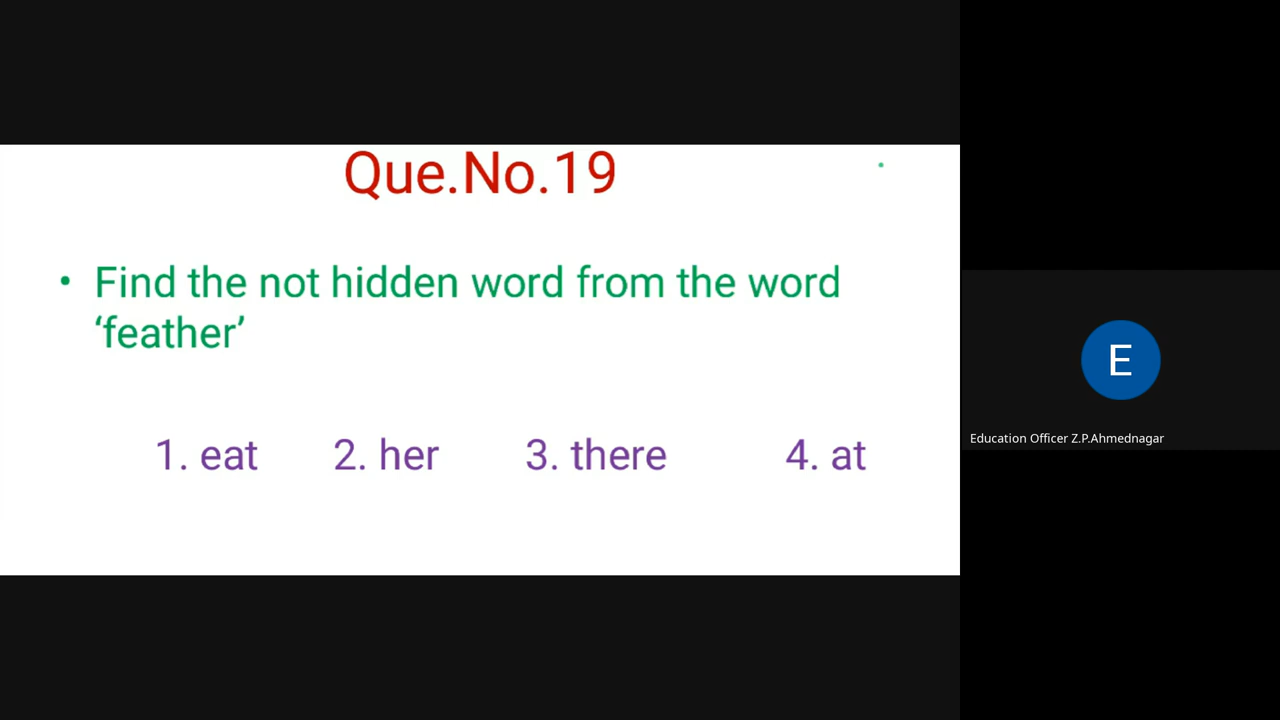 Que.No.19
• Find the not hidden word from the word
‘feather’
1. eat 2. her 3. there 4. at
E
Education Officer Z.P.Ahmednagar